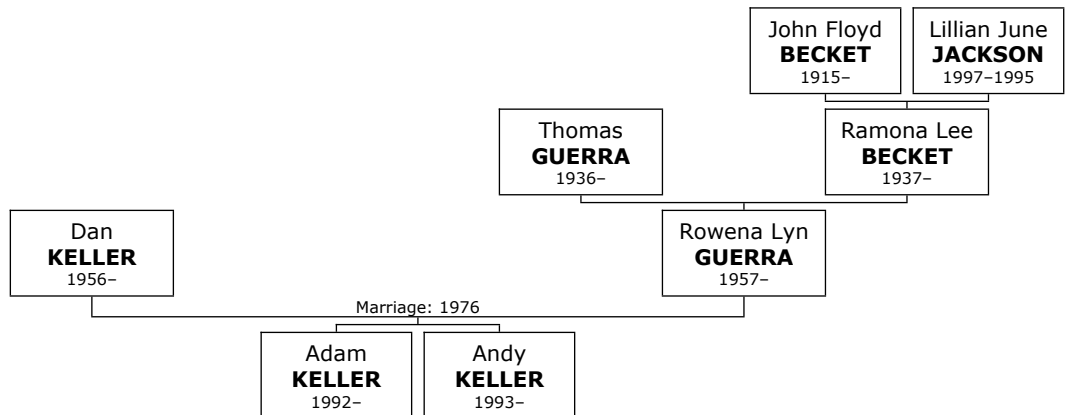 John Floyd
BECKET
1915–
Lillian June
JACKSON
1997–1995
Thomas
GUERRA
1936–
Ramona Lee
BECKET
1937–
Dan
KELLER
1956–
Rowena Lyn
GUERRA
1957–
Marriage: 1976
Adam
KELLER
1992–
Andy
KELLER
1993–